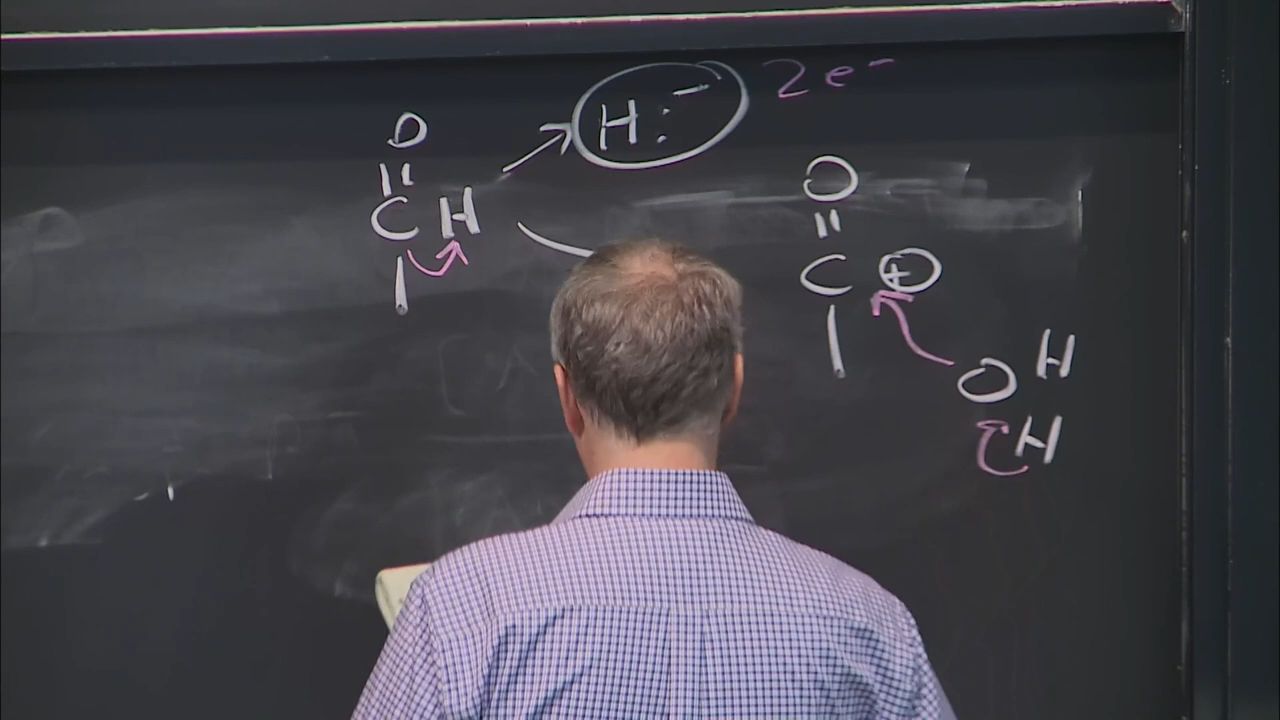 H:⁻ 2e⁻
O
||
C H
|
O
||
C ⊕
|
O H
H